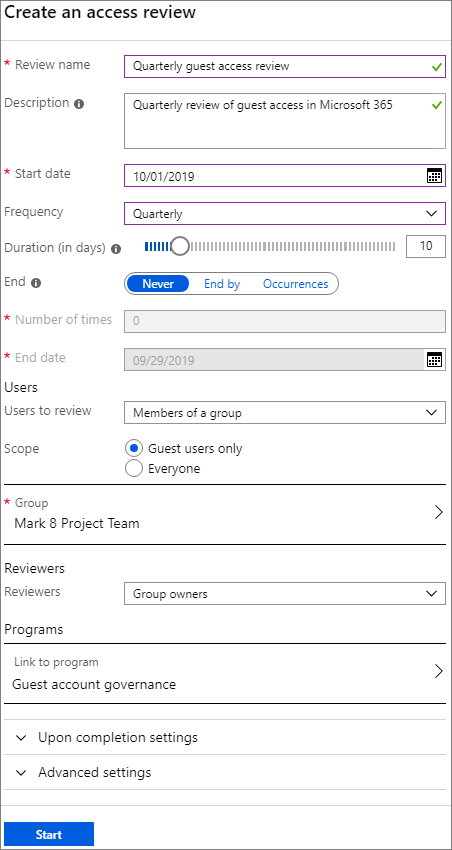 Create an access review
* Review name Quarterly guest access review
Description Quarterly review of guest access in Microsoft 365
* Start date 10/01/2019
Frequency Quarterly
Duration (in days) 10
End Never End by Occurrences
* Number of times 0
* End date 09/29/2019
Users
Users to review Members of a group
Scope Guest users only
Everyone
* Group
Mark 8 Project Team
Reviewers
Reviewers Group owners
Programs
Link to program
Guest account governance
Upon completion settings
Advanced settings
Start